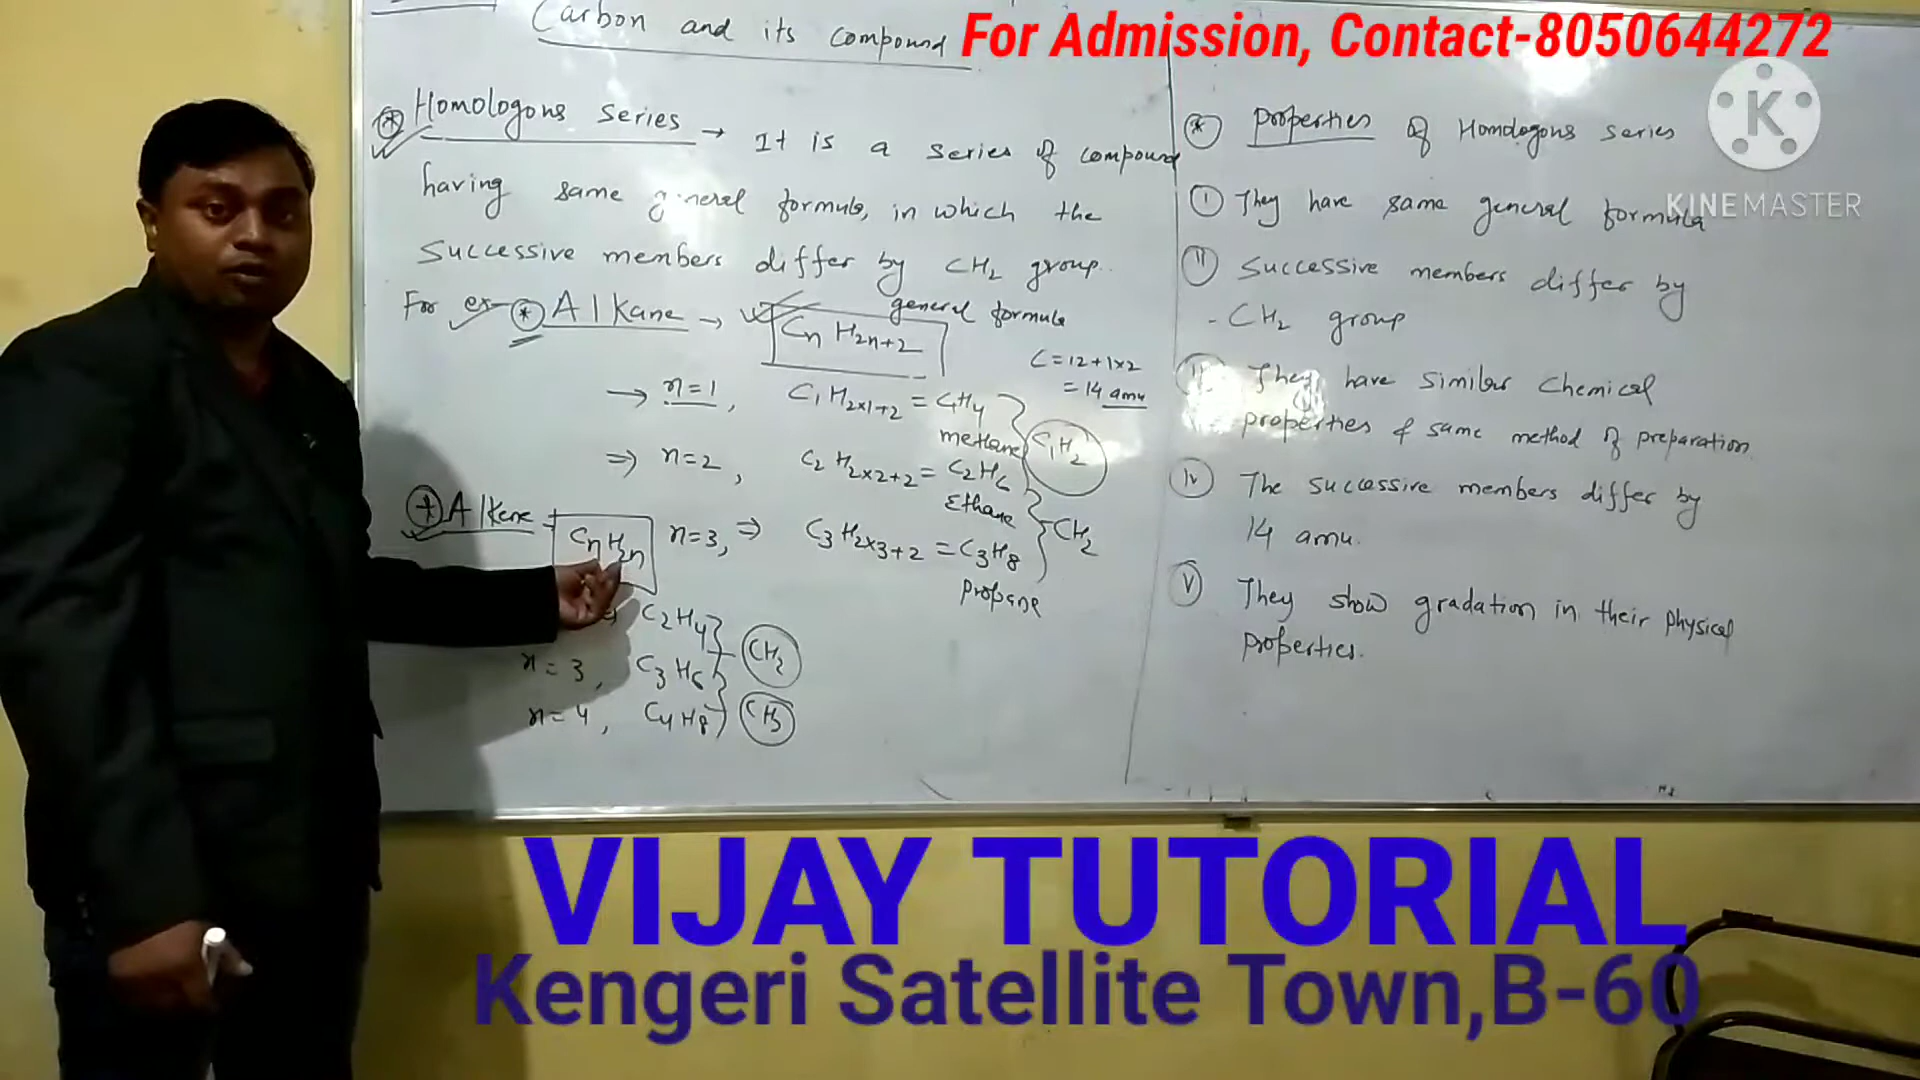 Carbon and its compound
For Admission, Contact-8050644272
K
KINEMASTER
Homologous series → It is a series of compound
having same general formula, in which the
successive members differ by CH2 group.
For ex- * Alkane → CnH2n+2 general formula
C = 12+1×2
= 14 amu
→ n=1, C1H2×1+2 = C1H4
methane
C1H2
⇒ n=2, C2H2×2+2 = C2H6
Ethane
CH2
n=3, ⇒ C3H2×3+2 = C3H8
Propane
Alkene = CnH2n
C2H4
CH2
n=3, C3H6
n=4, C4H8
* Properties of Homologous series
I They have same general formula
II Successive members differ by
- CH2 group
They have similar chemical
properties & same method of preparation
IV The successive members differ by
14 amu.
V They show gradation in their physical
properties.
VIJAY TUTORIAL
Kengeri Satellite Town,B-60